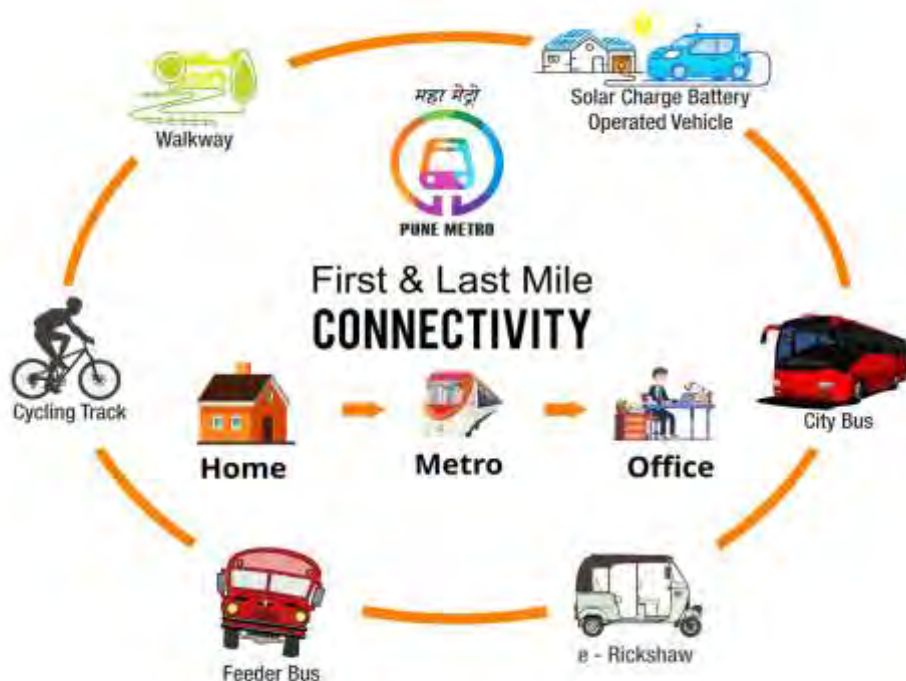 Walkway
Solar Charge Battery
Operated Vehicle
महा मेट्रो
PUNE METRO
First & Last Mile
CONNECTIVITY
Cycling Track
City Bus
Home
Metro
Office
Feeder Bus
e - Rickshaw